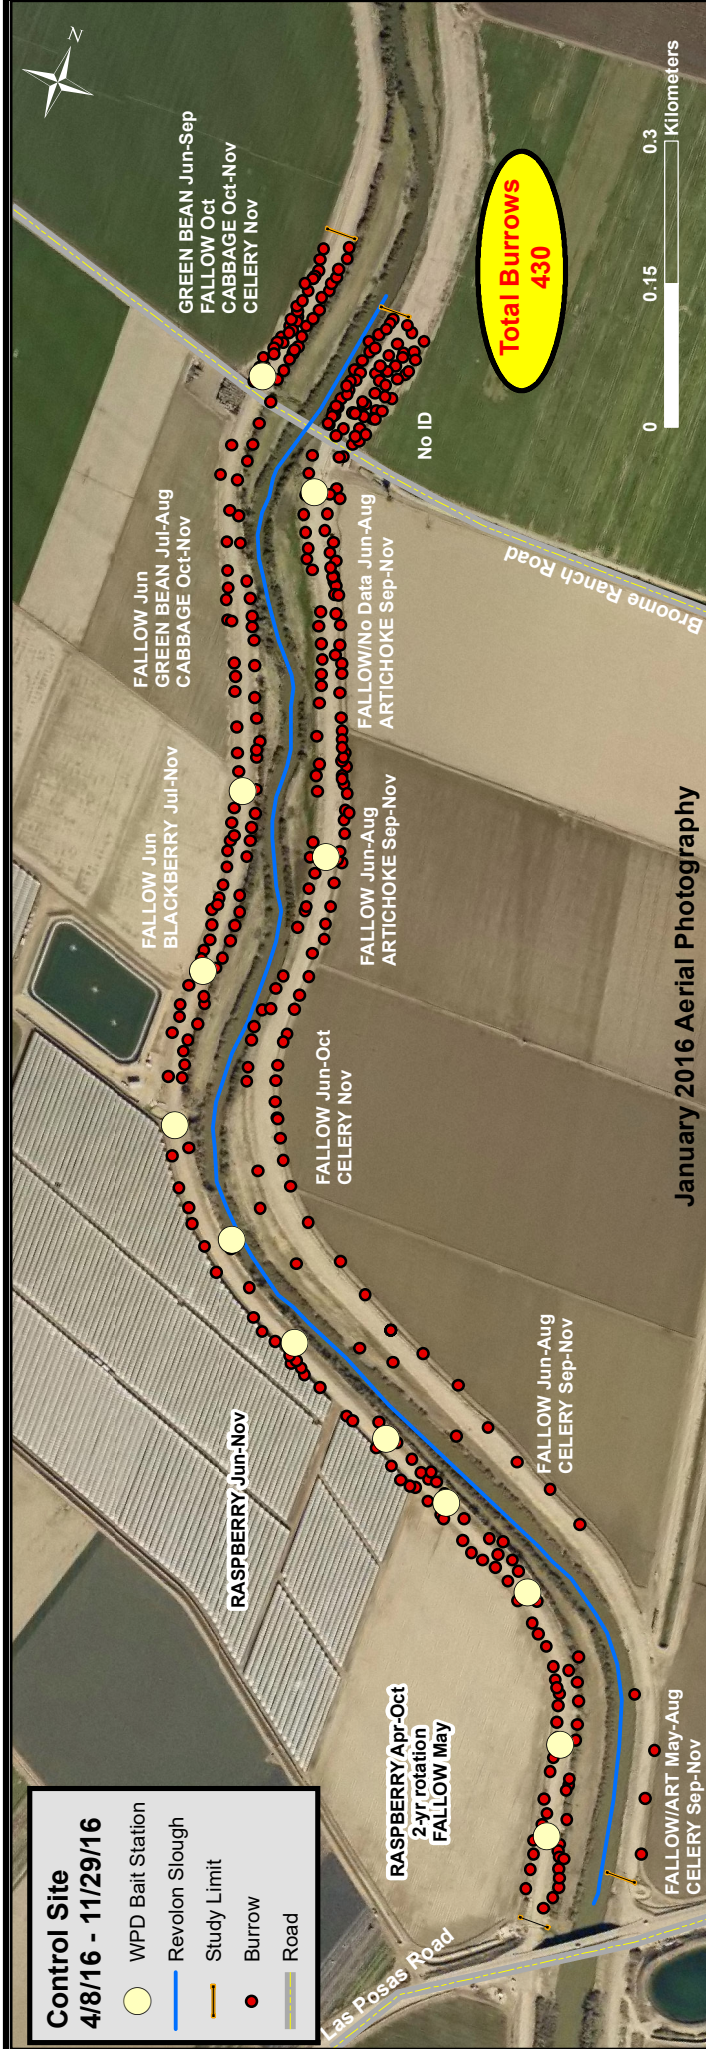 Control Site
4/8/16 - 11/29/16
WPD Bait Station
Revolon Slough
Study Limit
Burrow
Road
Las Posas Road
RASPBERRY Apr-Oct
2-yr rotation
FALLOW May
RASPBERRY Jun-Nov
FALLOW Jun
BLACKBERRY Jul-Nov
FALLOW Jun
GREEN BEAN Jul-Aug
CABBAGE Oct-Nov
GREEN BEAN Jun-Sep
FALLOW Oct
CABBAGE Oct-Nov
CELERY Nov
N
FALLOW/ART May-Aug
CELERY Sep-Nov
FALLOW Jun-Aug
CELERY Sep-Nov
FALLOW Jun-Oct
CELERY Nov
FALLOW Jun-Aug
ARTICHOKE Sep-Nov
FALLOW/No Data Jun-Aug
ARTICHOKE Sep-Nov
No ID
Broome Ranch Road
Total Burrows
430
January 2016 Aerial Photography
0 0.15 0.3
Kilometers